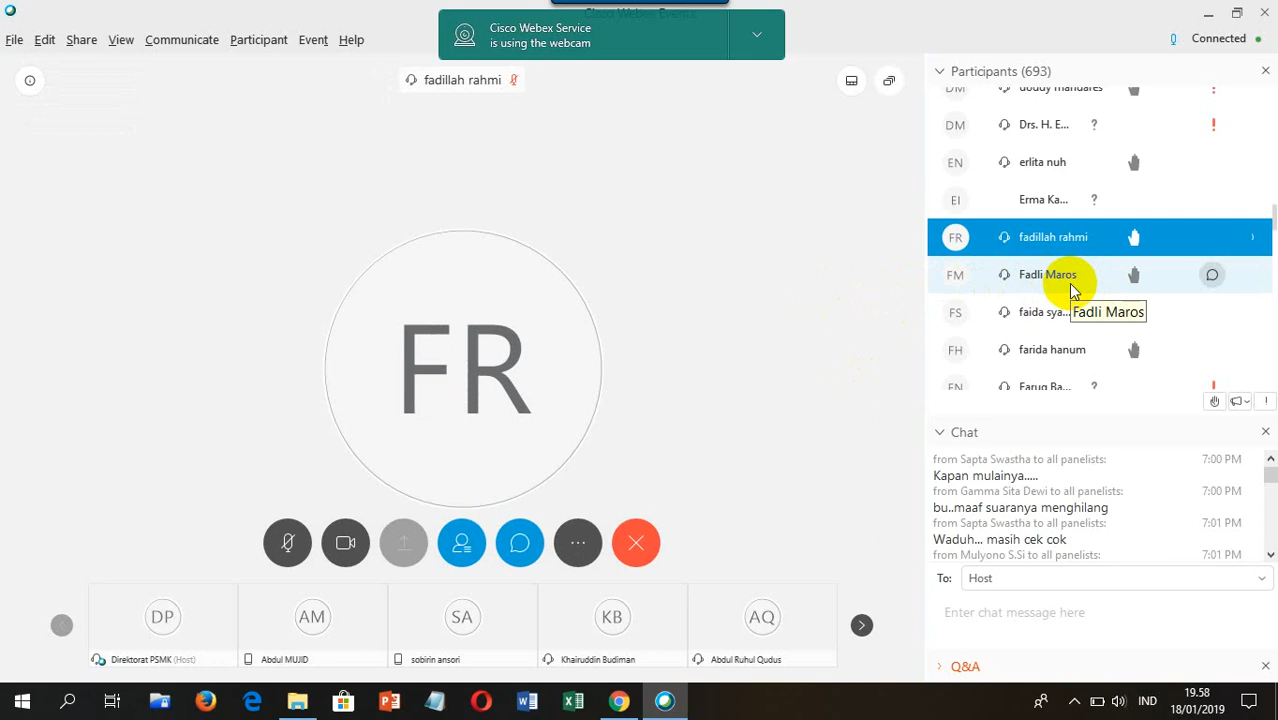 Cisco Webex Events
Cisco Webex Service
is using the webcam
File Edit Share View Communicate Participant Event Help
Connected
fadillah rahmi
Participants (693)
DM doddy mandares
DM Drs. H. E... ? !
EN erlita nuh
EI Erma Ka... ?
FR fadillah rahmi
FM Fadli Maros
Fadli Maros
FS faida sya...
FH farida hanum
FN Faruq Ba... ? !
FR
Chat
from Sapta Swastha to all panelists: 7:00 PM
Kapan mulainya.....
from Gamma Sita Dewi to all panelists: 7:00 PM
bu..maaf suaranya menghilang
from Sapta Swastha to all panelists: 7:01 PM
Waduh... masih cek cok
from Mulyono S.Si to all panelists: 7:01 PM
To: Host
Enter chat message here
Q&A
DP AM SA KB AQ
Direktorat PSMK (Host) Abdul MUJID sobirin ansori Khairuddin Budiman Abdul Ruhul Qudus
IND
19.58
18/01/2019